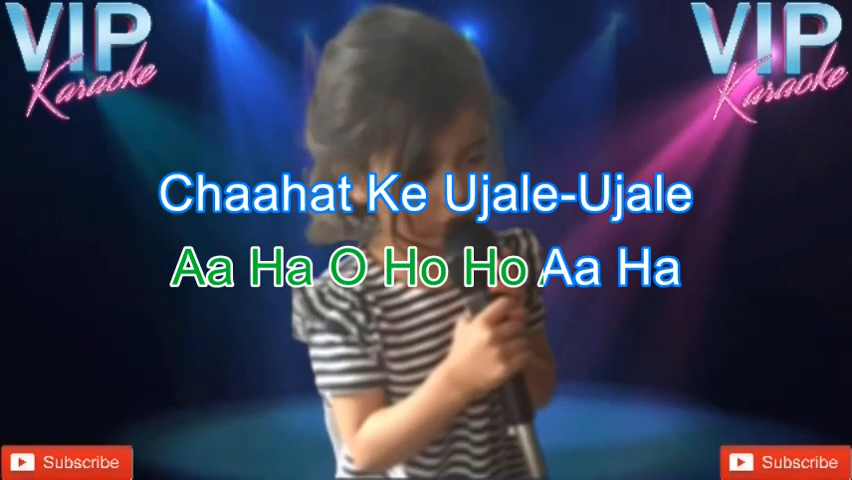 VIP VIP
Karaoke Karaoke
Chaahat Ke Ujale-Ujale
Aa Ha O Ho Ho Aa Ha
Subscribe Subscribe